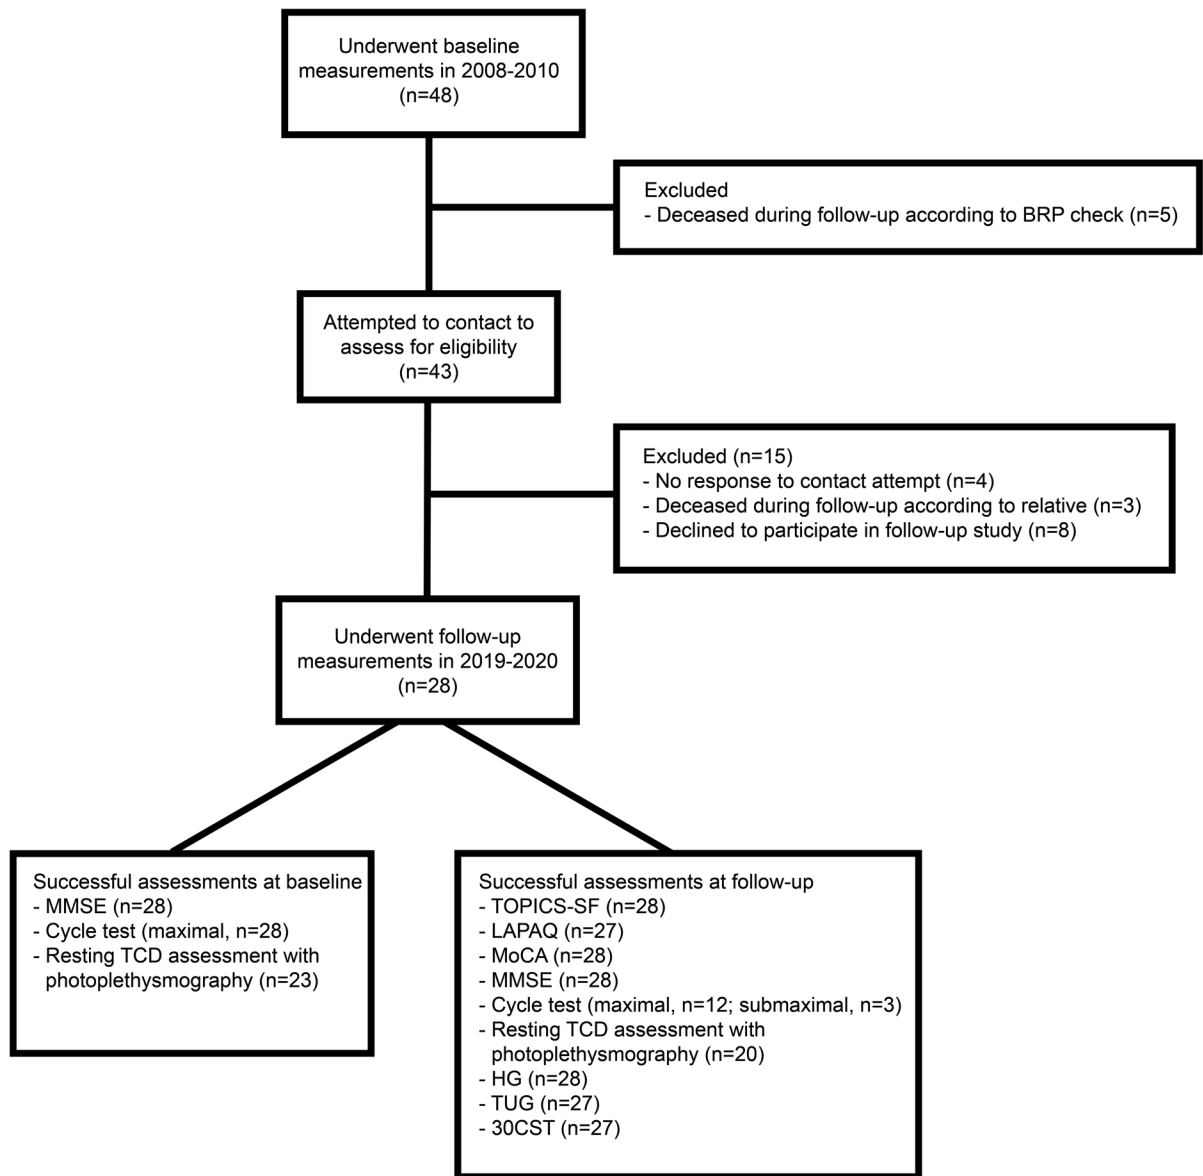 Underwent baseline
measurements in 2008-2010
(n=48)
Excluded
- Deceased during follow-up according to BRP check (n=5)
Attempted to contact to
assess for eligibility
(n=43)
Excluded (n=15)
- No response to contact attempt (n=4)
- Deceased during follow-up according to relative (n=3)
- Declined to participate in follow-up study (n=8)
Underwent follow-up
measurements in 2019-2020
(n=28)
Successful assessments at baseline
- MMSE (n=28)
- Cycle test (maximal, n=28)
- Resting TCD assessment with
photoplethysmography (n=23)
Successful assessments at follow-up
- TOPICS-SF (n=28)
- LAPAQ (n=27)
- MoCA (n=28)
- MMSE (n=28)
- Cycle test (maximal, n=12; submaximal, n=3)
- Resting TCD assessment with
photoplethysmography (n=20)
- HG (n=28)
- TUG (n=27)
- 30CST (n=27)